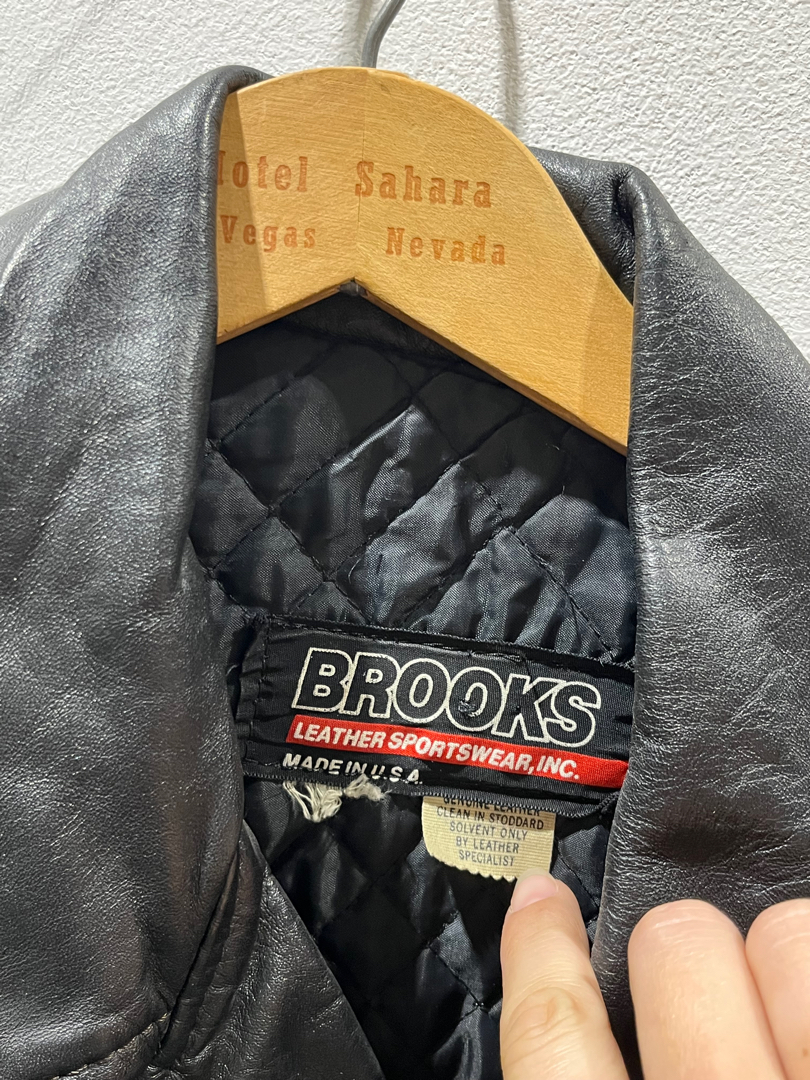 Hotel Sahara
Vegas Nevada
BROOKS
LEATHER SPORTSWEAR, INC.
MADE IN U.S.A.
GENUINE LEATHER
CLEAN IN STODDARD
SOLVENT ONLY
BY LEATHER
SPECIALIST